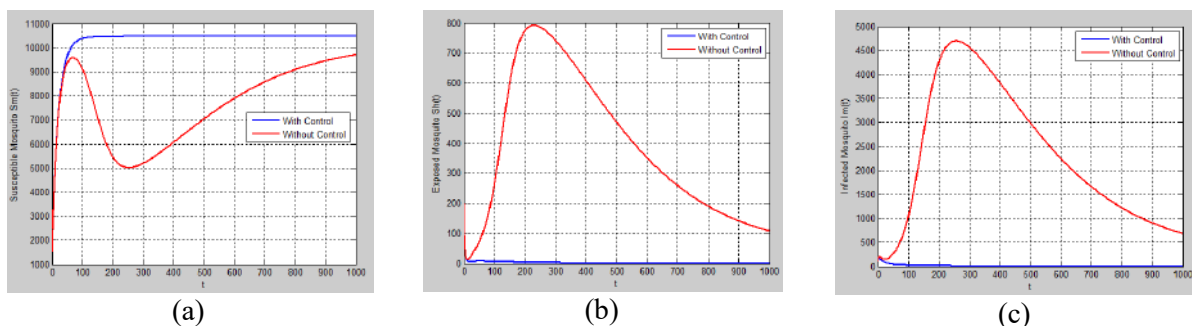 11000
10000
9000
8000
7000
6000
5000
4000
3000
2000
1000
0 100 200 300 400 500 600 700 800 900 1000
t
Susceptible Mosquito Sm(t)
With Control
Without Control
(a)
800
700
600
500
400
300
200
100
0
0 100 200 300 400 500 600 700 800 900 1000
t
Exposed Mosquito Sh(t)
With Control
Without Control
(b)
5000
4500
4000
3500
3000
2500
2000
1500
1000
500
0
0 100 200 300 400 500 600 700 800 900 1000
t
Infected Mosquito Im(t)
With Control
Without Control
(c)